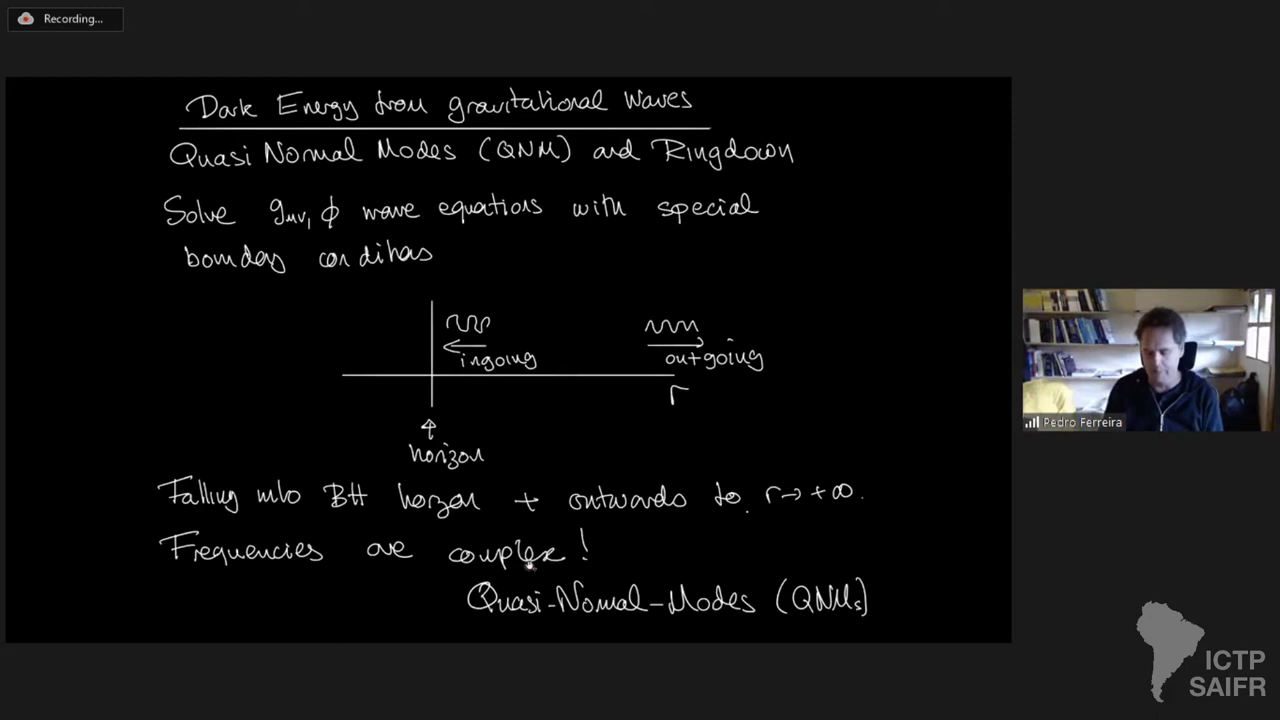 Recording...
Dark Energy from gravitational Waves
Quasi Normal Modes (QNM) and Ringdown
Solve gμν, ϕ wave equations with special
boundary conditions
ingoing
outgoing
r
horizon
Falling into BH horizon + outwards to r→+∞.
Frequencies are complex!
Quasi-Normal-Modes (QNMs)
Pedro Ferreira
ICTP
SAIFR